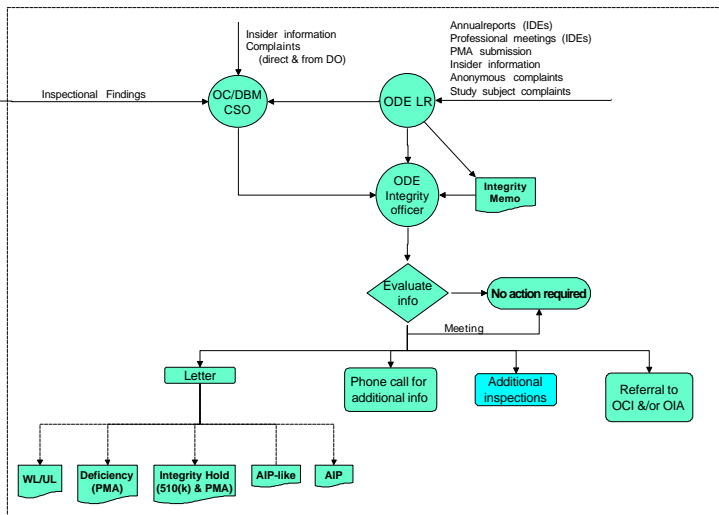 Insider information
Complaints
(direct & from DO)
Annualreports (IDEs)
Professional meetings (IDEs)
PMA submission
Insider information
Anonymous complaints
Study subject complaints
Inspectional Findings
OC/DBM
CSO
ODE LR
ODE
Integrity
officer
Integrity
Memo
Evaluate
info
No action required
Meeting
Letter
Phone call for
additional info
Additional
inspections
Referral to
OCI &/or OIA
WL/UL
Deficiency
(PMA)
Integrity Hold
(510(k) & PMA)
AIP-like
AIP